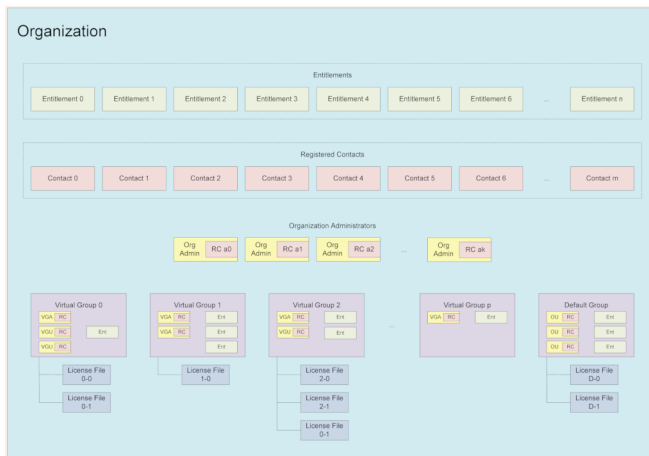 Organization
Entitlements
Entitlement 0 Entitlement 1 Entitlement 2 Entitlement 3 Entitlement 4 Entitlement 5 Entitlement 6 ... Entitlement n
Registered Contacts
Contact 0 Contact 1 Contact 2 Contact 3 Contact 4 Contact 5 Contact 6 ... Contact m
Organization Administrators
Org Admin RC a0 Org Admin RC a1 Org Admin RC a2 ... Org Admin RC ak
Virtual Group 0 Virtual Group 1 Virtual Group 2 ... Virtual Group p Default Group
VGA RC VGA RC Ent VGA RC Ent VGA RC Ent OU RC Ent
VGU RC Ent VGA RC Ent VGU RC Ent OU RC Ent
VGU RC Ent OU RC Ent
License File 0-0 License File 1-0 License File 2-0 License File D-0
License File 0-1 License File 2-1 License File D-1
License File 0-1